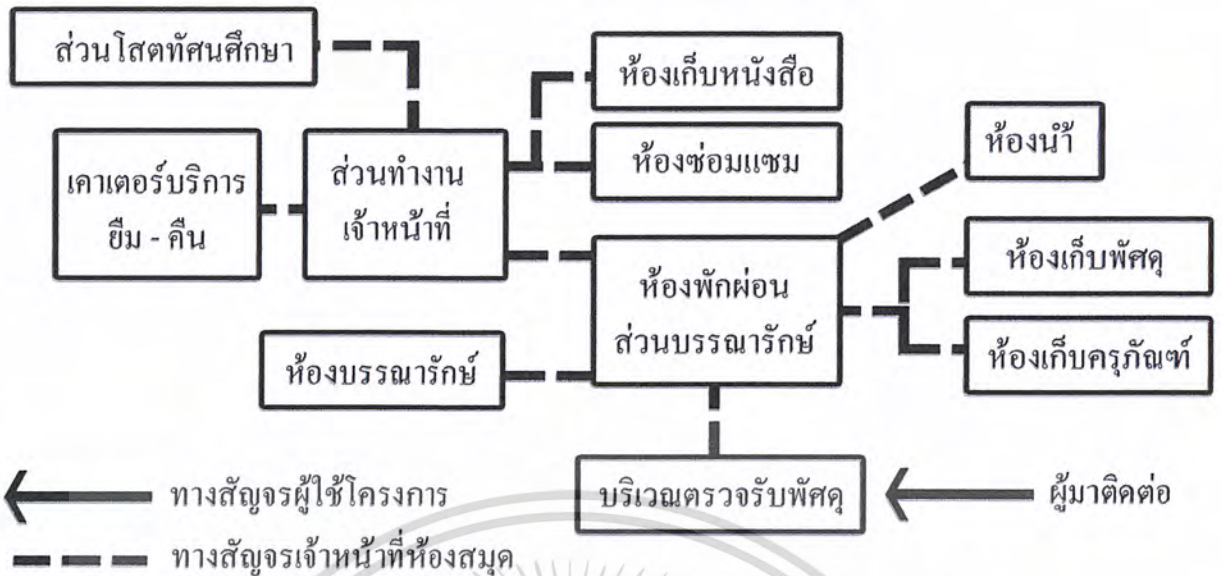 ส่วนโสตทัศนศึกษา
ห้องเก็บหนังสือ
ห้องน้ำ
เคาเตอร์บริการ
ยืม - คืน
ส่วนทำงาน
เจ้าหน้าที่
ห้องซ่อมแซม
ห้องพักผ่อน
ส่วนบรรณารักษ์
ห้องเก็บพัสดุ
ห้องบรรณารักษ์
ห้องเก็บครุภัณฑ์
ทางสัญจรผู้ใช้โครงการ
บริเวณตรวจรับพัสดุ
ผู้มาติดต่อ
ทางสัญจรเจ้าหน้าที่ห้องสมุด